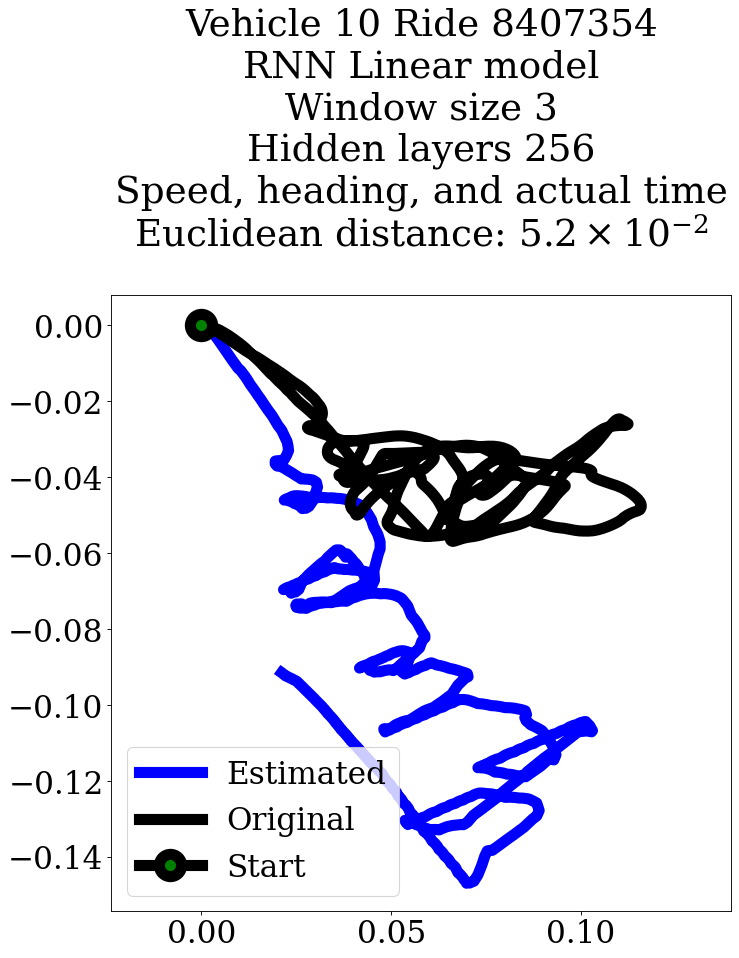 Vehicle 10 Ride 8407354
RNN Linear model
Window size 3
Hidden layers 256
Speed, heading, and actual time
Euclidean distance: 5.2 × 10⁻²
0.00
−0.02
−0.04
−0.06
−0.08
−0.10
−0.12
−0.14
Estimated
Original
Start
0.00 0.05 0.10